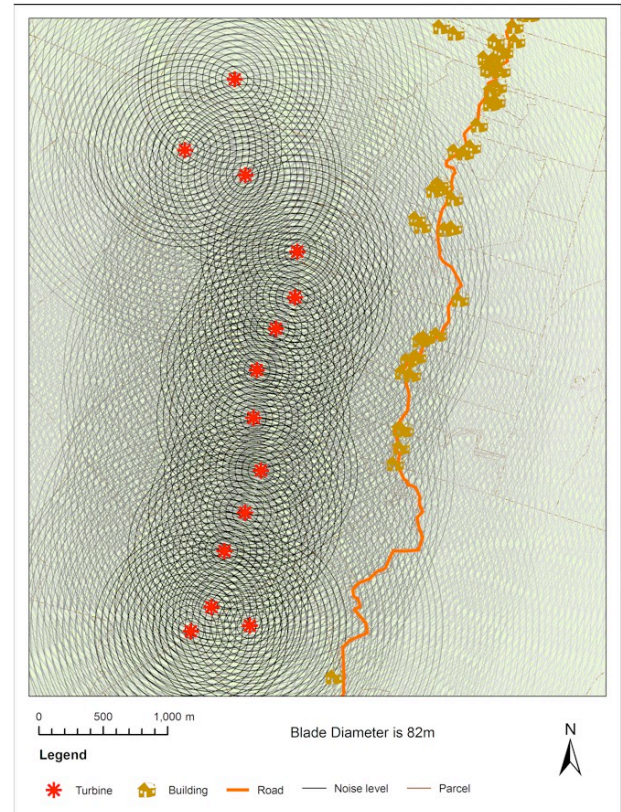 0 500 1,000 m
Blade Diameter is 82m
N
Legend
Turbine Building Road Noise level Parcel